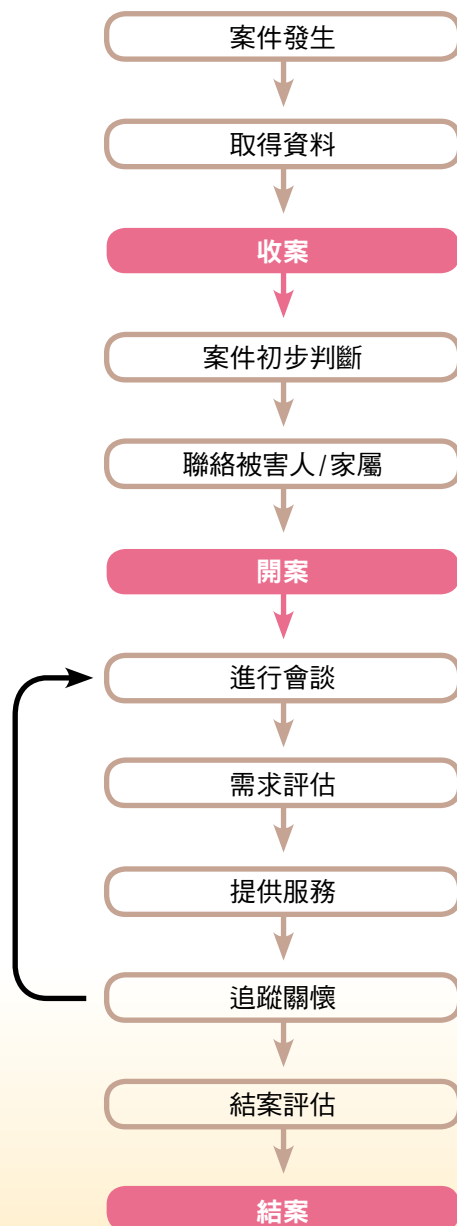 案件發生
取得資料
收案
案件初步判斷
聯絡被害人/家屬
開案
進行會談
需求評估
提供服務
追蹤關懷
結案評估
結案